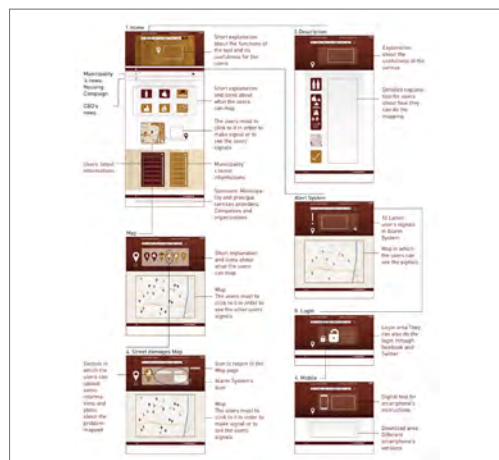 1. Home
Short explanation
about the functions of
the tool and its
usefulness for the
users
Municipality
's news:
Housing
Campaign
CBO's
news
Short explanation
and icons about
what the users
can map
The users must to
click to it in order to
make signal or to
see the users'
signals
Users' latest
informations
Municipality
's latest
informations
Sponsors: Municipa-
lity and principal
services providers,
Companies and
organizations
Map
Short explanation
and icons about
what the users
can map
Map
The users must to
click to it in order to
see the other users'
signals
4. Street damages Map
Details in
which the
users can
upload
some
informa-
tions and
photo
about the
problem
mapped
Icon to return to the
Map page
Alarm System's
icon
Map
The users must to
click to it in order to
make signal or to
see the users'
signals
2. Description
Explanation
about the
usefulness of the
service
Detailed
for users
about how they
can do the
mapping
Alert System
10 Latest
user's signals
in Alarm
System
Map in which
the users can
see the signals
Login
Login area They
can also do the
login through
Facebook and
Twitter
Mobile
Digital tool for
smartphone's
instructions
Download area
Different
smartphone's
versions